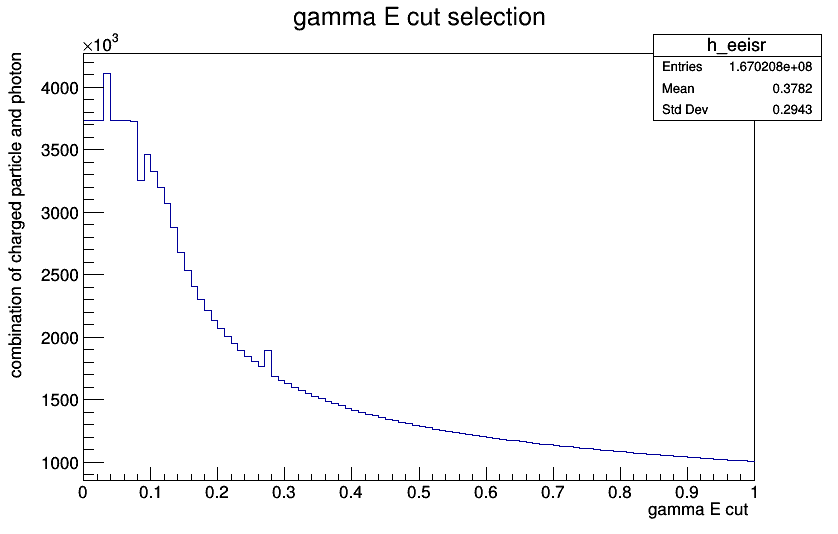 gamma E cut selection
×10³
h_eeisr
Entries 1.670208e+08
Mean 0.3782
Std Dev 0.2943
combination of charged particle and photon
4000
3500
3000
2500
2000
1500
1000
0 0.1 0.2 0.3 0.4 0.5 0.6 0.7 0.8 0.9 1
gamma E cut